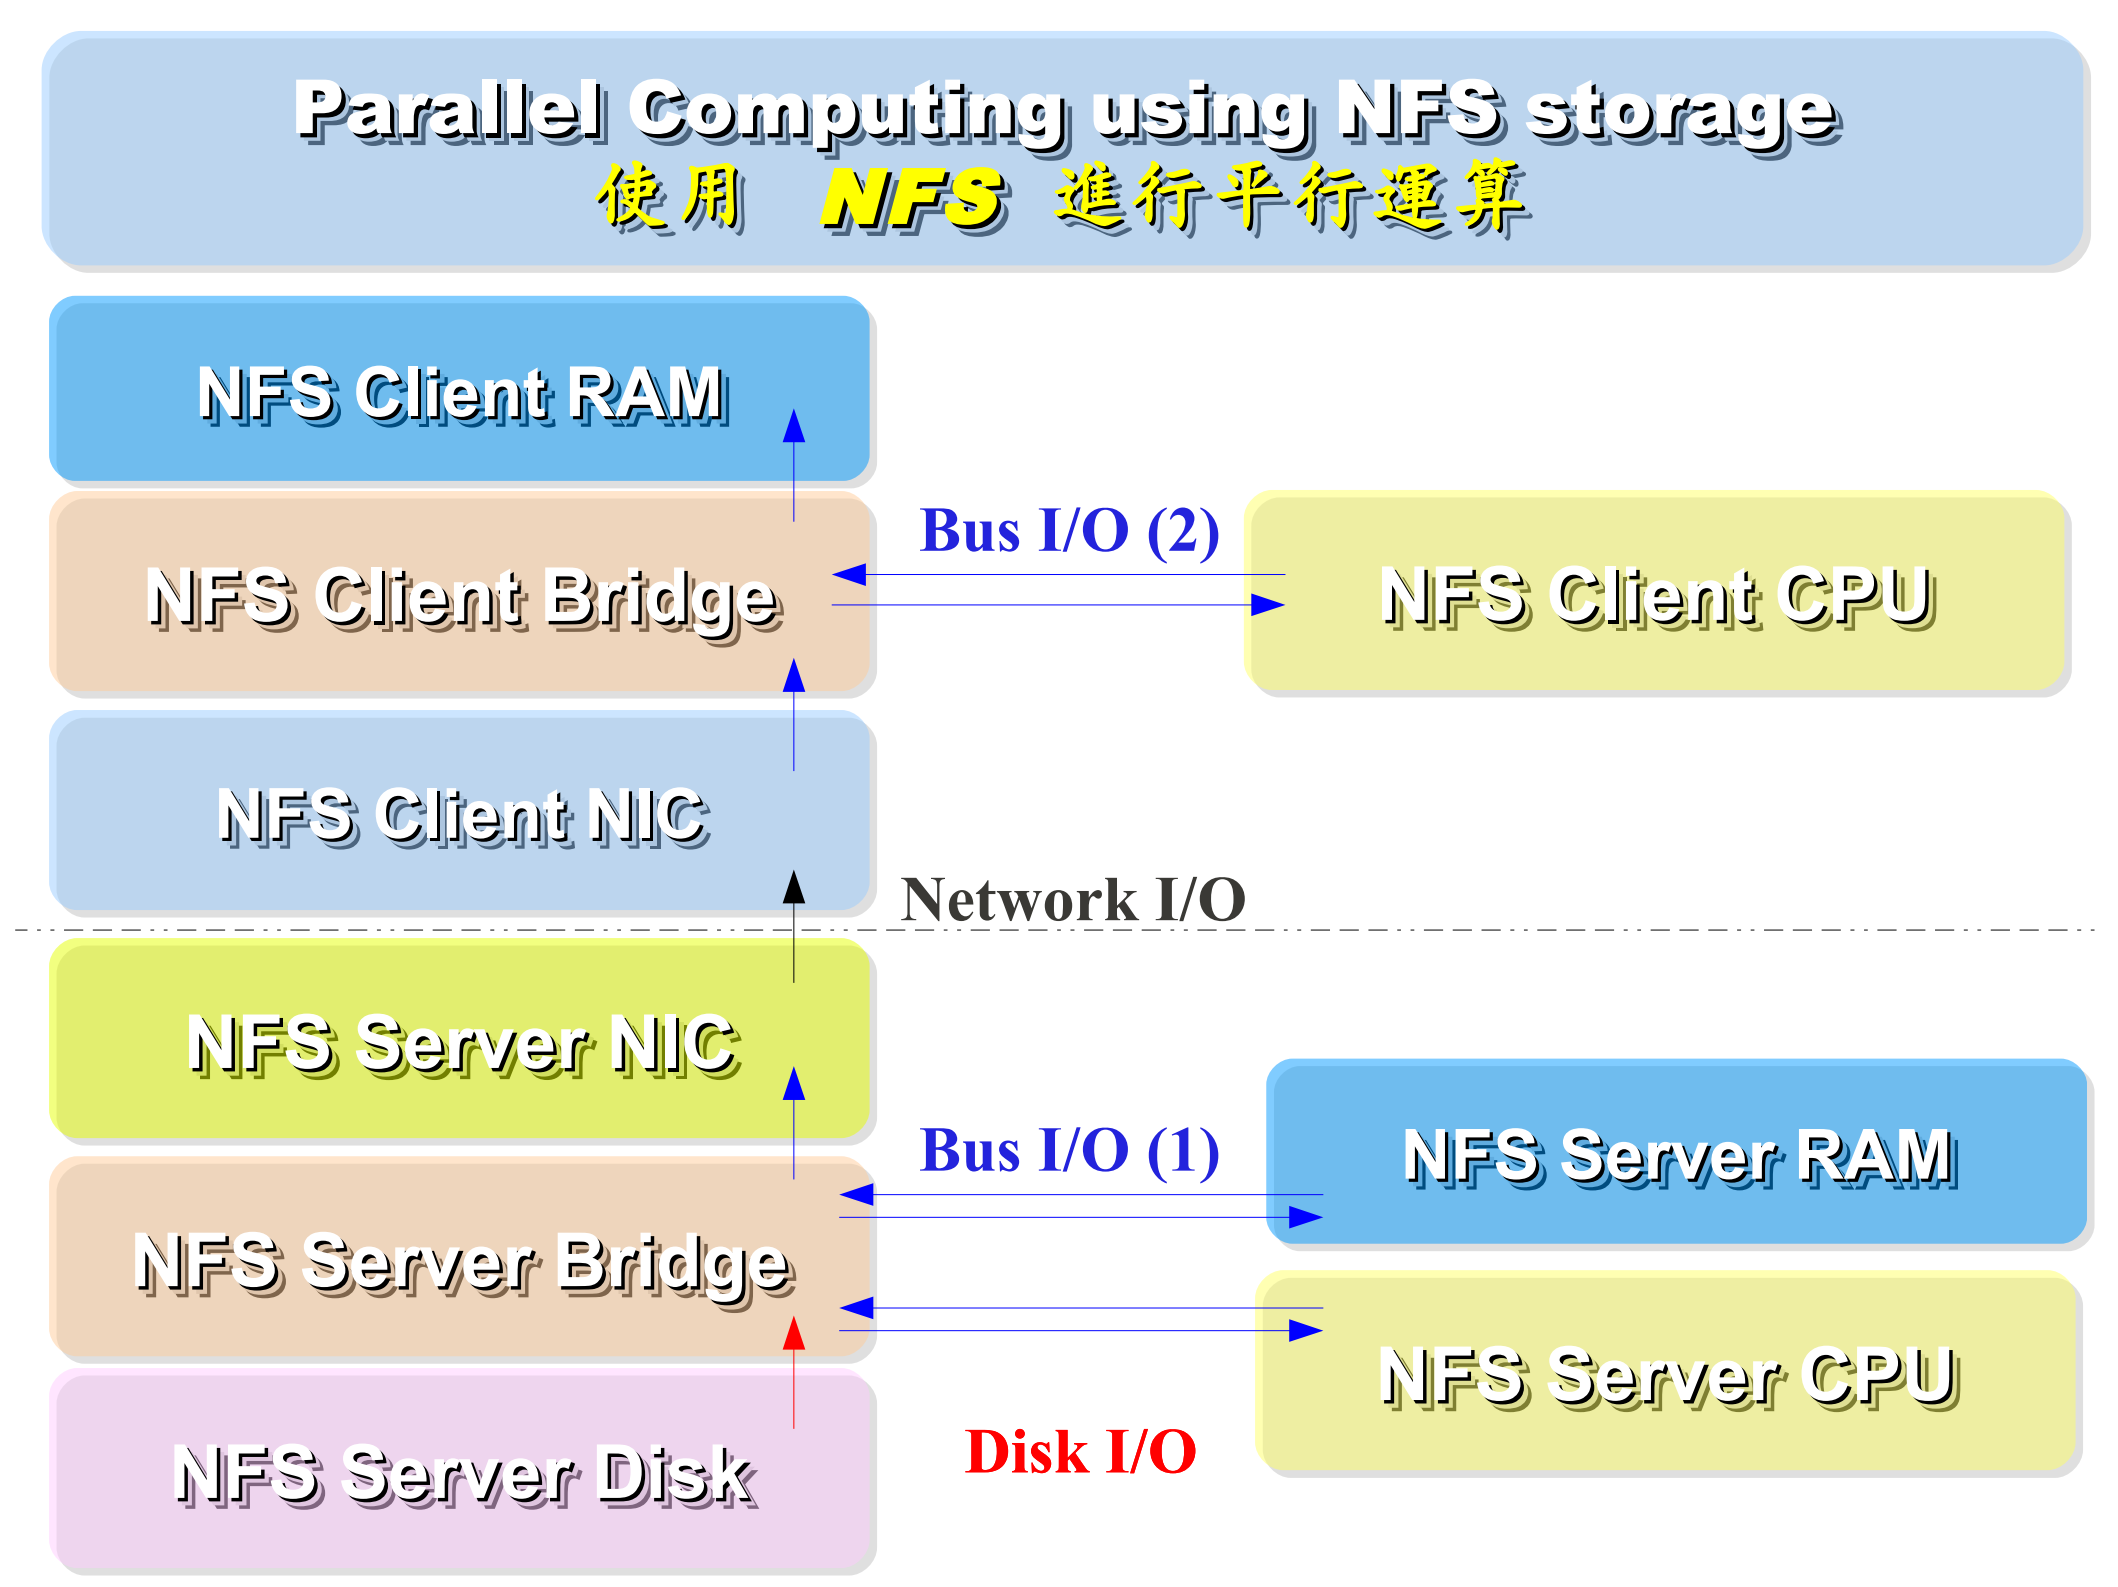 Parallel Computing using NFS storage
使用 NFS 進行平行運算
NFS Client RAM
Bus I/O (2)
NFS Client Bridge
NFS Client CPU
NFS Client NIC
Network I/O
NFS Server NIC
Bus I/O (1)
NFS Server RAM
NFS Server Bridge
NFS Server CPU
Disk I/O
NFS Server Disk